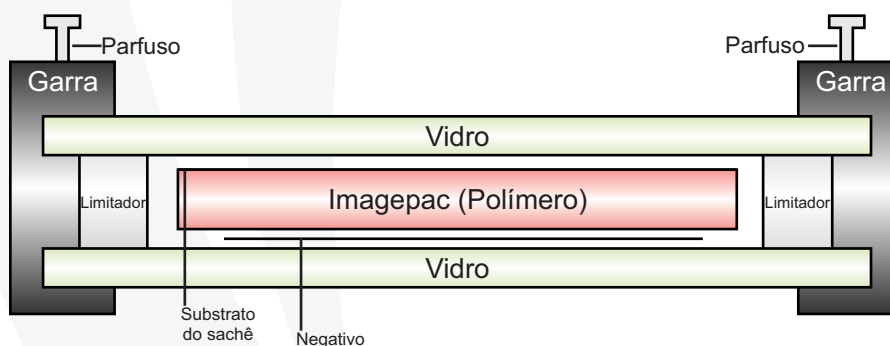 Parfuso
Parfuso
Garra
Garra
Vidro
Limitador
Imagepac (Polímero)
Limitador
Vidro
Substrato
do sachê
Negativo